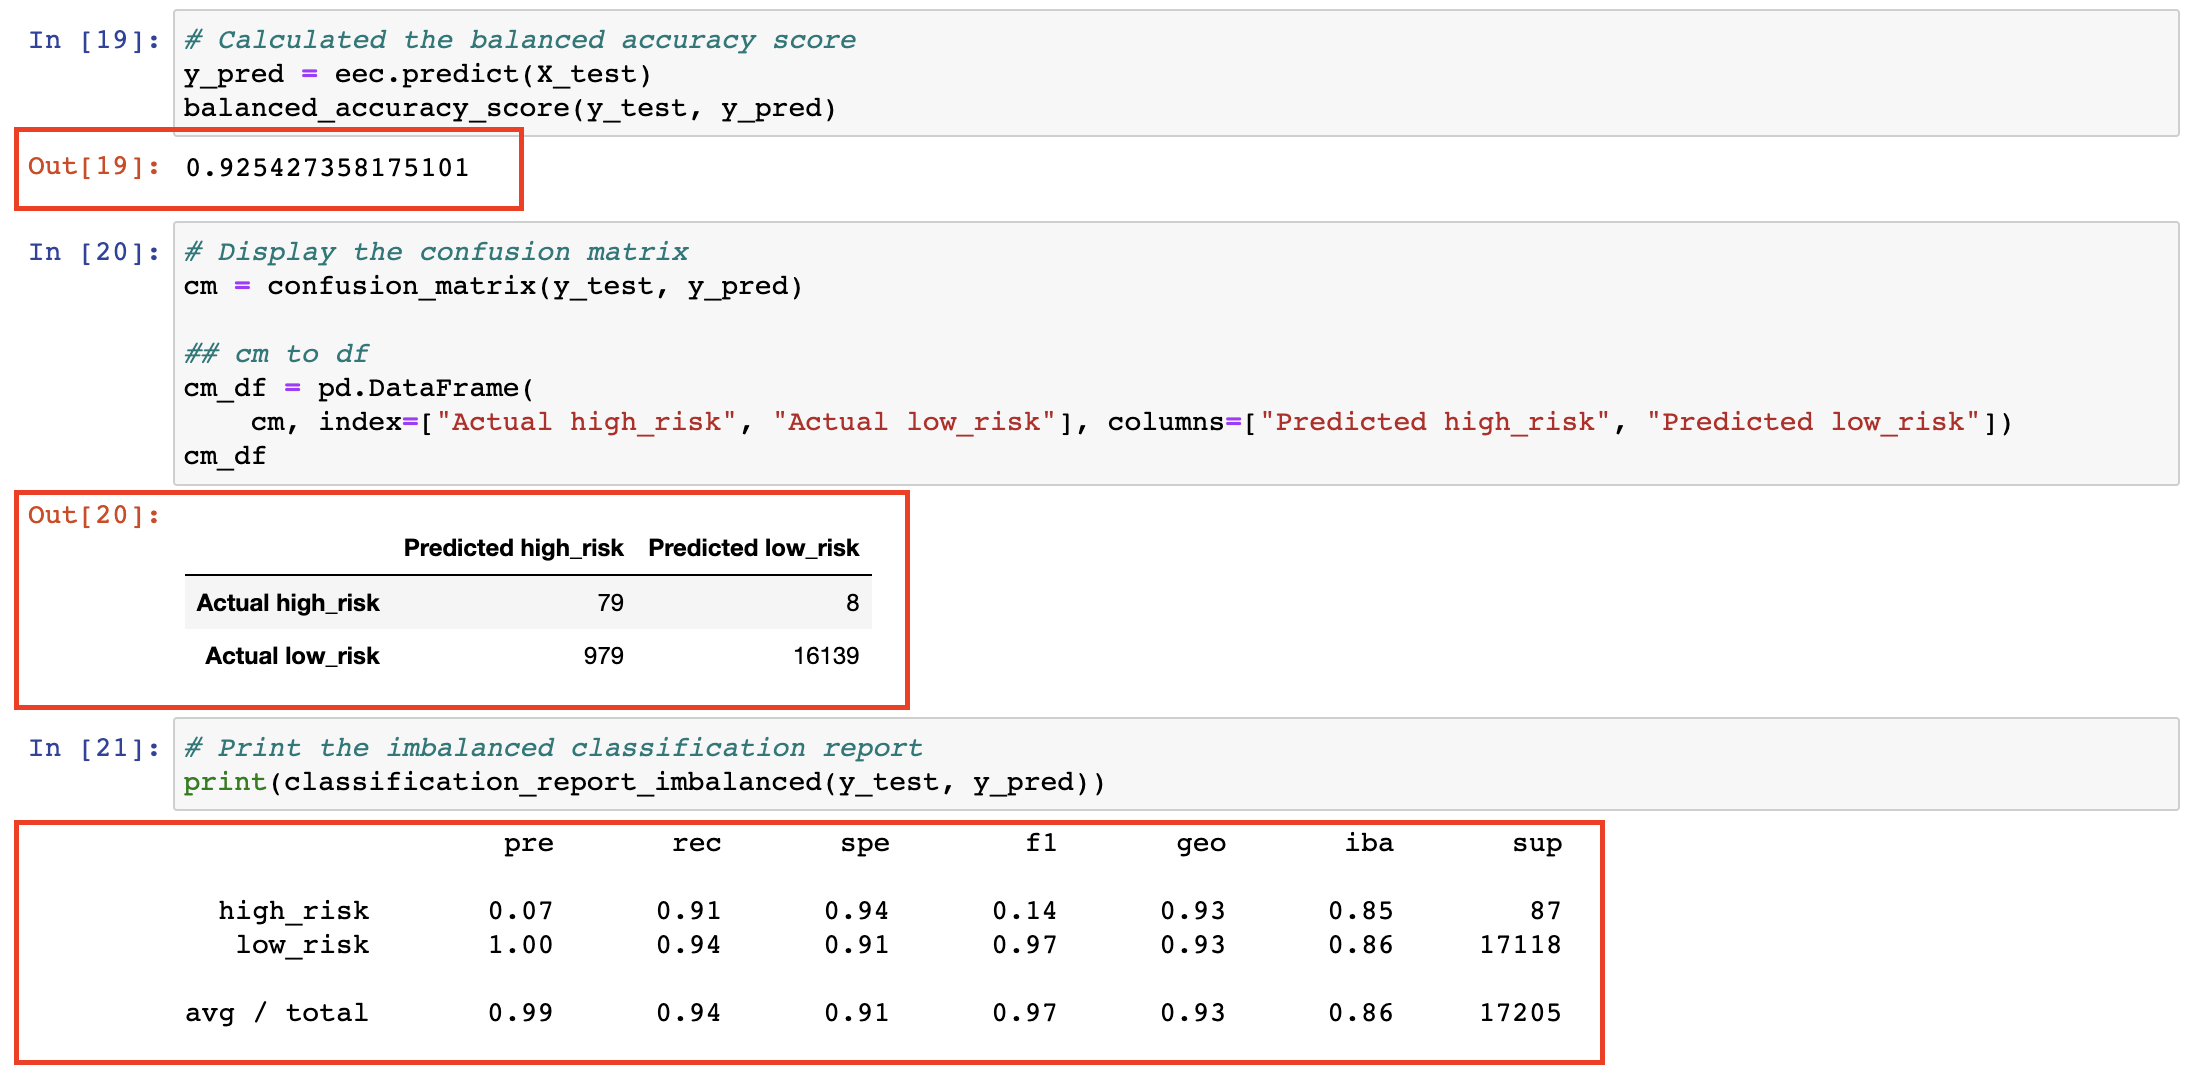 In [19]: # Calculated the balanced accuracy score
y_pred = eec.predict(X_test)
balanced_accuracy_score(y_test, y_pred)
Out[19]: 0.925427358175101
In [20]: # Display the confusion matrix
cm = confusion_matrix(y_test, y_pred)
## cm to df
cm_df = pd.DataFrame(
    cm, index=["Actual high_risk", "Actual low_risk"], columns=["Predicted high_risk", "Predicted low_risk"])
cm_df
Out[20]:
Predicted high_risk Predicted low_risk
Actual high_risk 79 8
Actual low_risk 979 16139
In [21]: # Print the imbalanced classification report
print(classification_report_imbalanced(y_test, y_pred))
pre rec spe f1 geo iba sup
high_risk 0.07 0.91 0.94 0.14 0.93 0.85 87
low_risk 1.00 0.94 0.91 0.97 0.93 0.86 17118
avg / total 0.99 0.94 0.91 0.97 0.93 0.86 17205